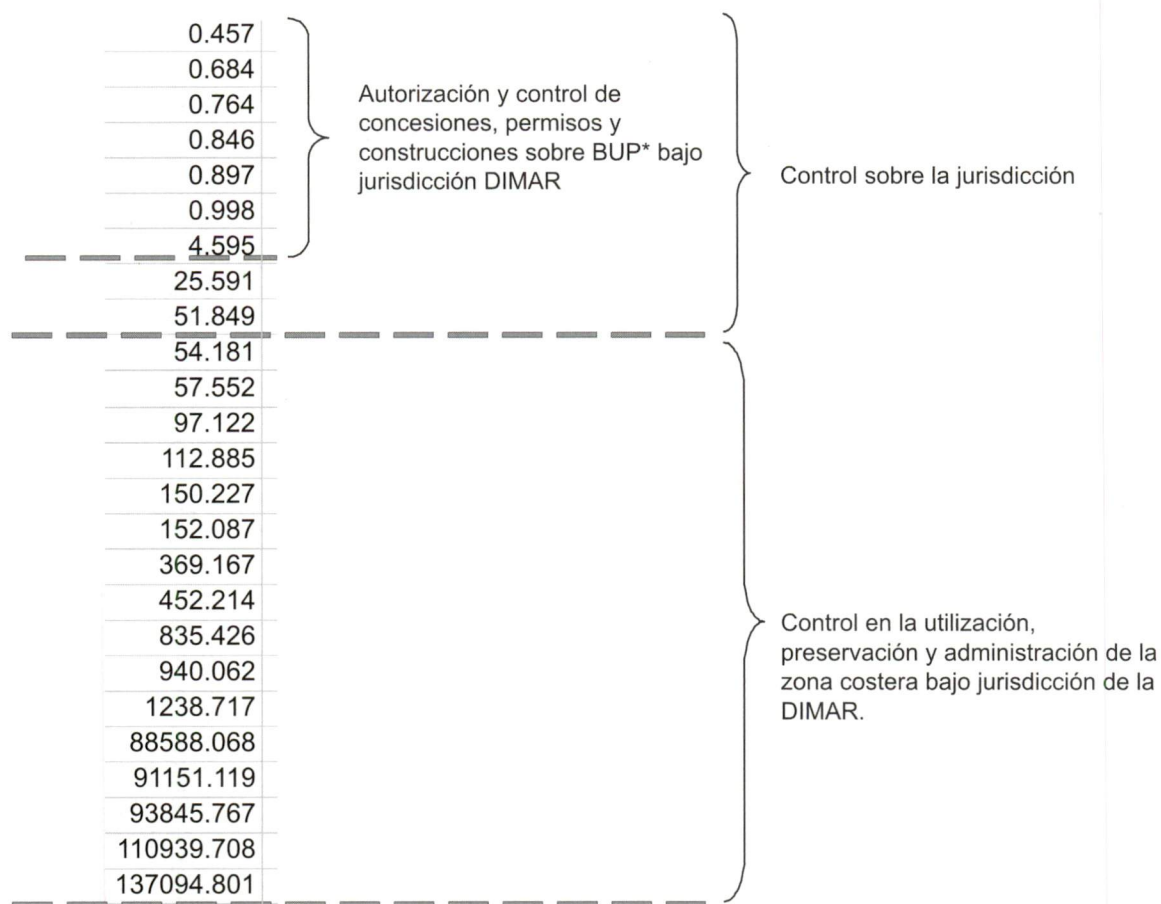 0.457
0.684
0.764
0.846
0.897
0.998
4.595
25.591
51.849
54.181
57.552
97.122
112.885
150.227
152.087
369.167
452.214
835.426
940.062
1238.717
88588.068
91151.119
93845.767
110939.708
137094.801
Autorización y control de
concesiones, permisos y
construcciones sobre BUP* bajo
jurisdicción DIMAR
Control sobre la jurisdicción
Control en la utilización,
preservación y administración de la
zona costera bajo jurisdicción de la
DIMAR.